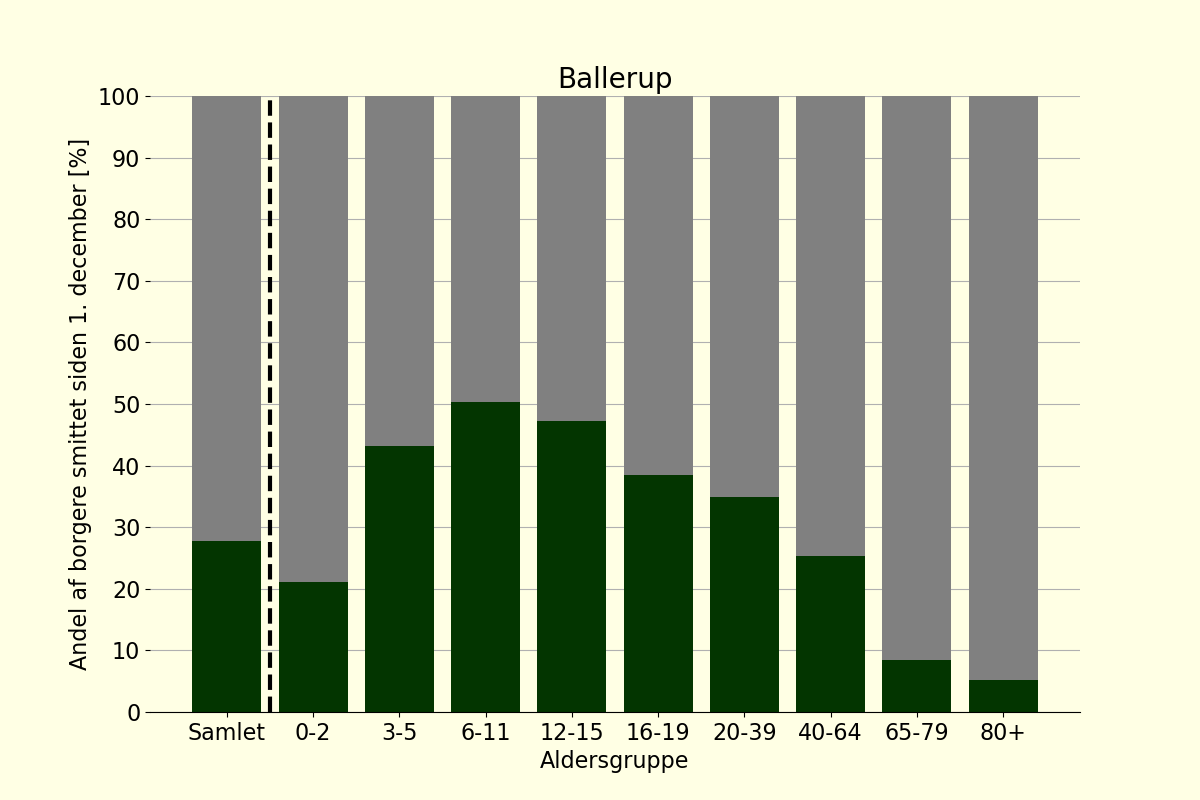 Ballerup
Andel af borgere smittet siden 1. december [%]
100
90
80
70
60
50
40
30
20
10
0
Samlet 0-2 3-5 6-11 12-15 16-19 20-39 40-64 65-79 80+
Aldersgruppe